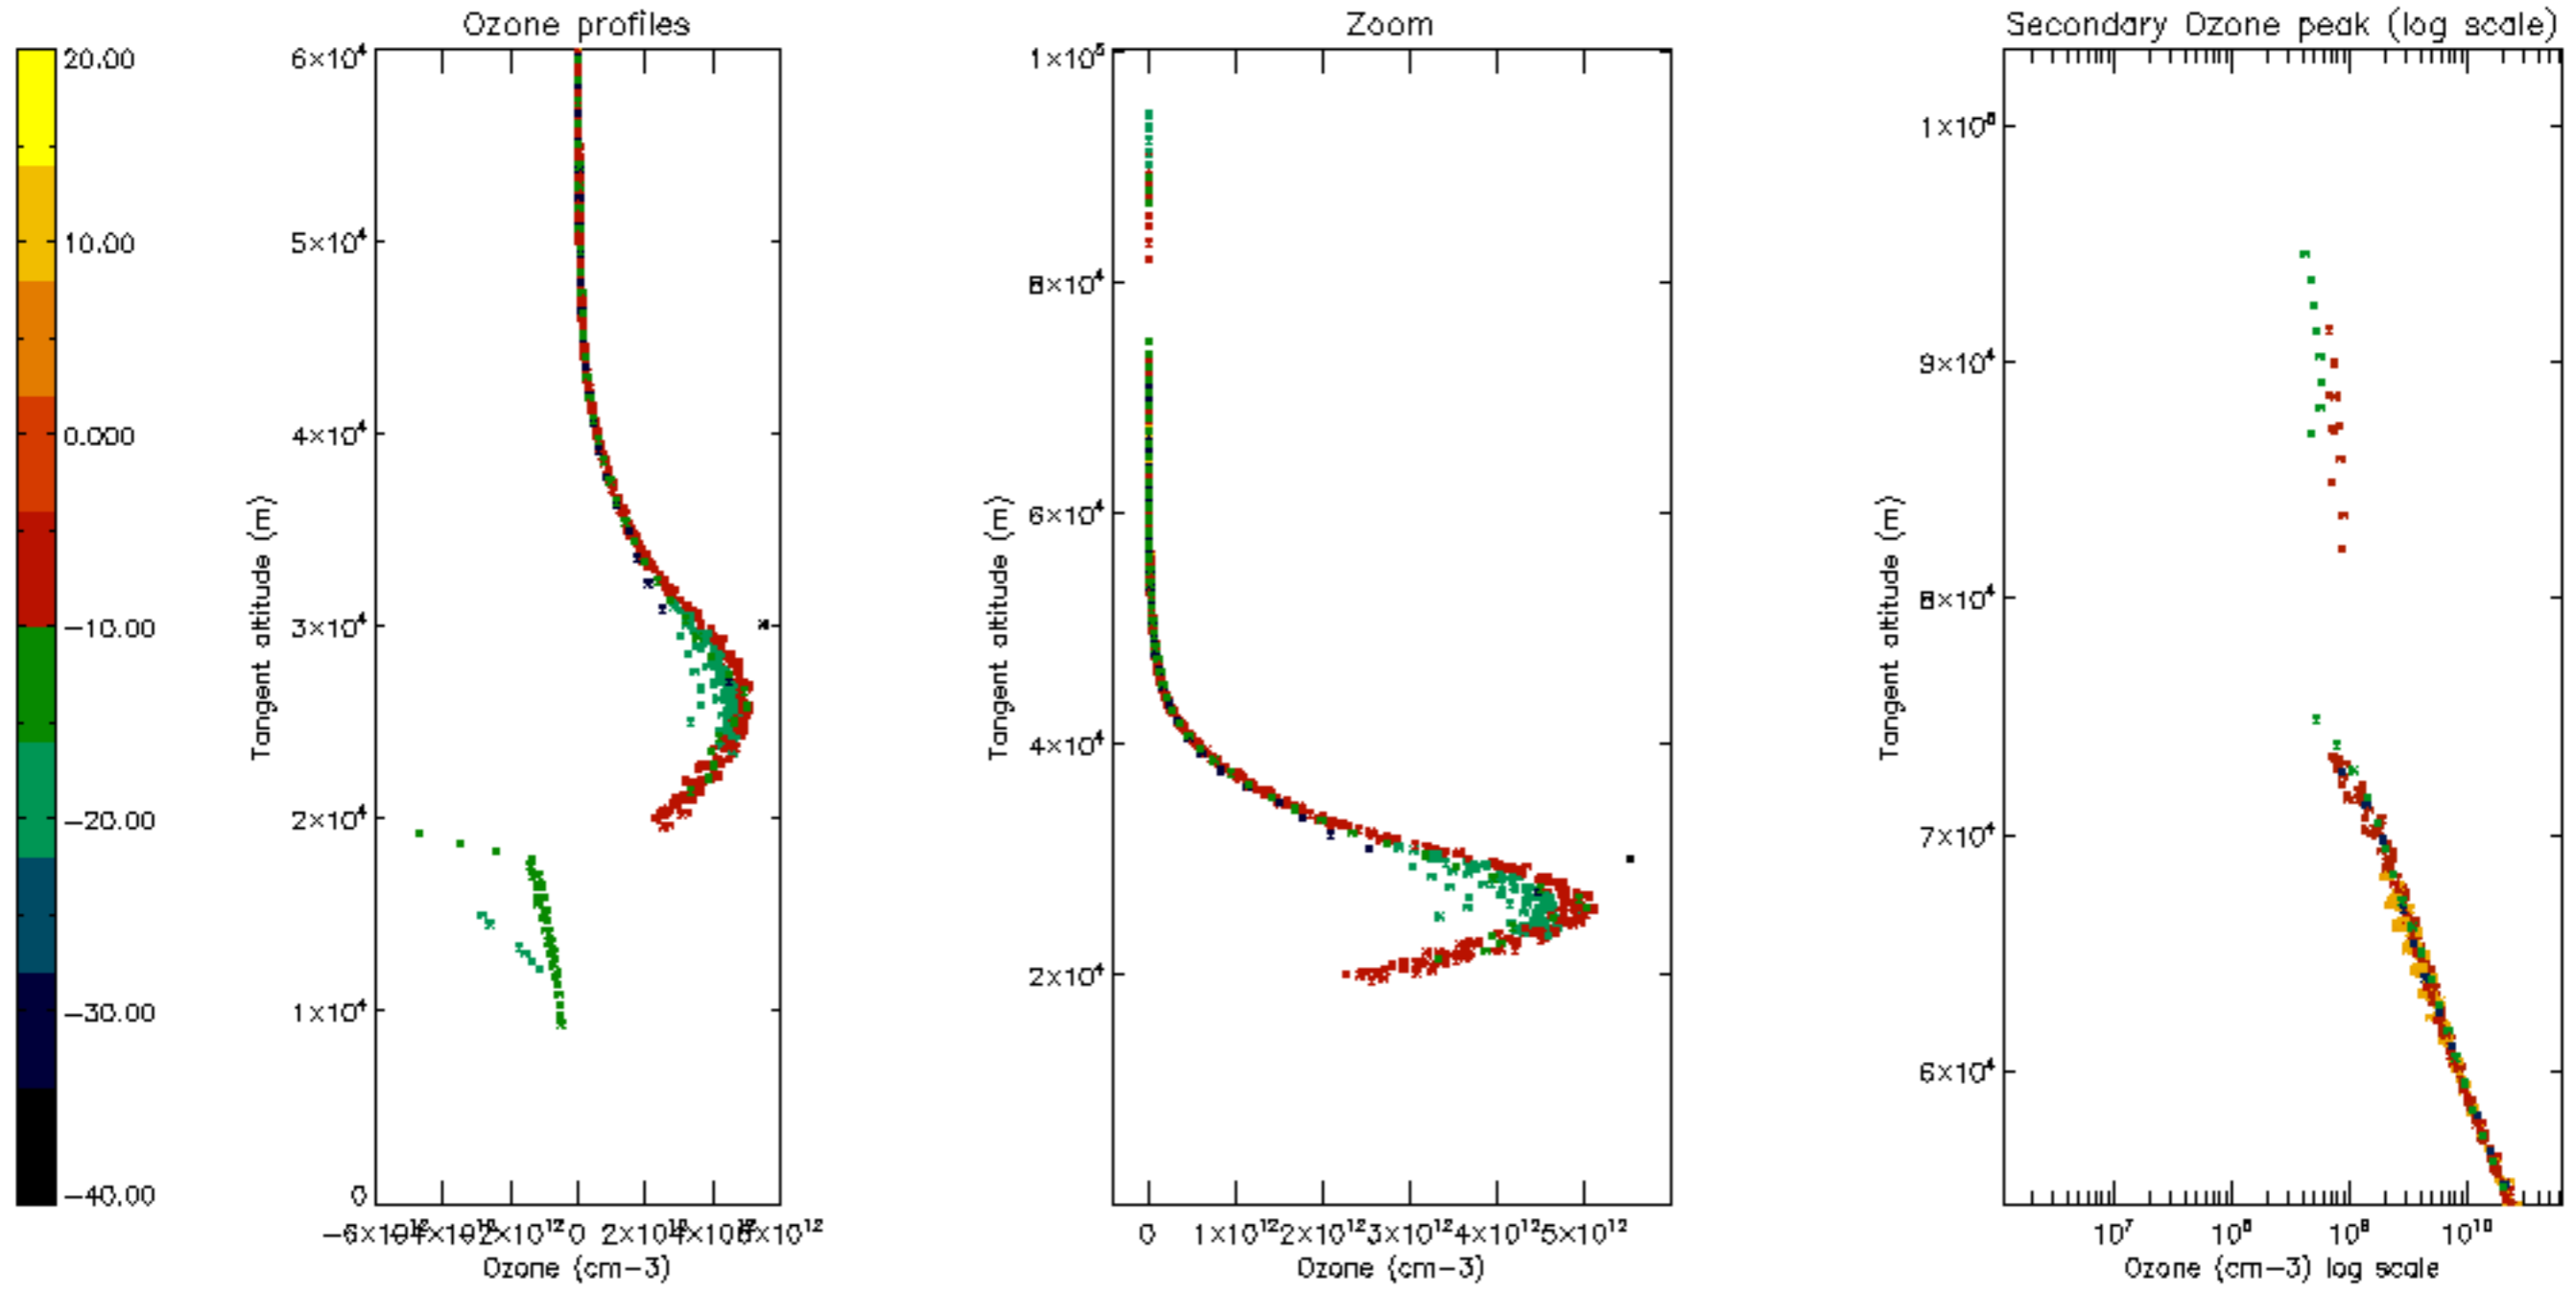 Ozone profiles
Zoom
Secondary Ozone peak (log scale)
20.00
10.00
0.000
-10.00
-20.00
-30.00
-40.00
6×10⁴
5×10⁴
4×10⁴
3×10⁴
2×10⁴
1×10⁴
0
Tangent altitude (m)
0
Ozone (cm-3)
1×10⁵
8×10⁴
6×10⁴
4×10⁴
2×10⁴
Tangent altitude (m)
0 1×10¹² 2×10¹² 3×10¹² 4×10¹² 5×10¹²
Ozone (cm-3)
9×10⁴
8×10⁴
7×10⁴
6×10⁴
Tangent altitude (m)
10⁷ 10⁹ 10¹⁰
Ozone (cm-3) log scale